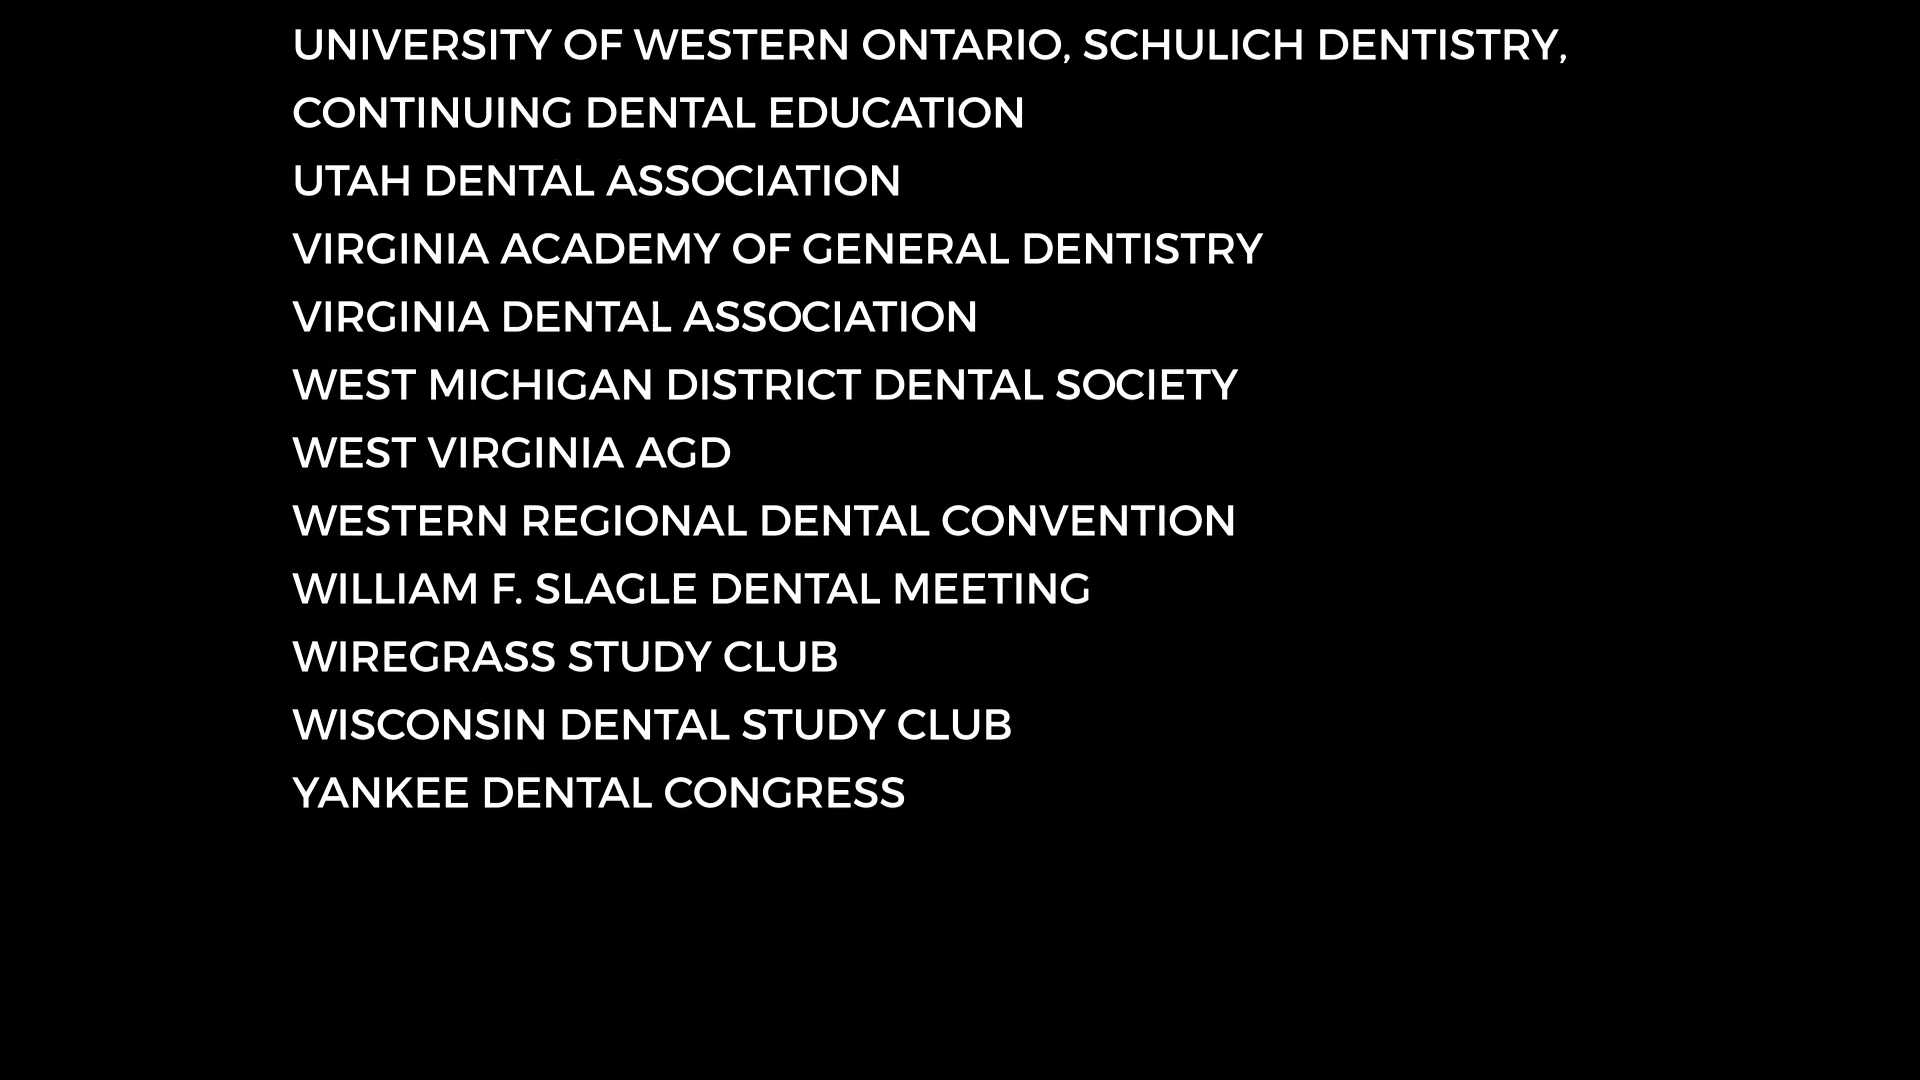 UNIVERSITY OF WESTERN ONTARIO, SCHULICH DENTISTRY,
CONTINUING DENTAL EDUCATION
UTAH DENTAL ASSOCIATION
VIRGINIA ACADEMY OF GENERAL DENTISTRY
VIRGINIA DENTAL ASSOCIATION
WEST MICHIGAN DISTRICT DENTAL SOCIETY
WEST VIRGINIA AGD
WESTERN REGIONAL DENTAL CONVENTION
WILLIAM F. SLAGLE DENTAL MEETING
WIREGRASS STUDY CLUB
WISCONSIN DENTAL STUDY CLUB
YANKEE DENTAL CONGRESS